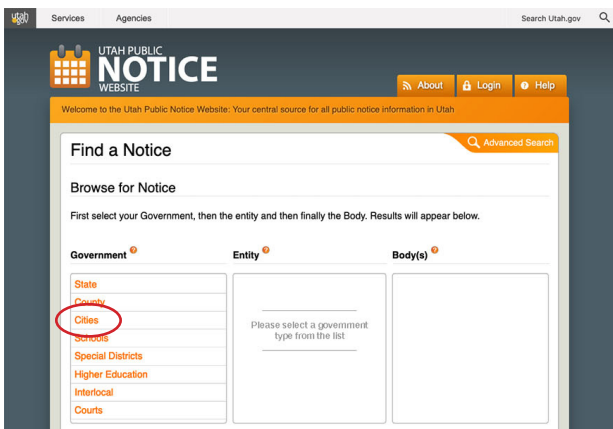 utah.gov Services Agencies Search Utah.gov
UTAH PUBLIC
NOTICE
WEBSITE
About Login Help
Welcome to the Utah Public Notice Website: Your central source for all public notice information in Utah
Find a Notice Advanced Search
Browse for Notice
First select your Government, then the entity and then finally the Body. Results will appear below.
Government ? Entity ? Body(s) ?
State
County
Cities
Please select a government
type from the list
Schools
Special Districts
Higher Education
Interlocal
Courts